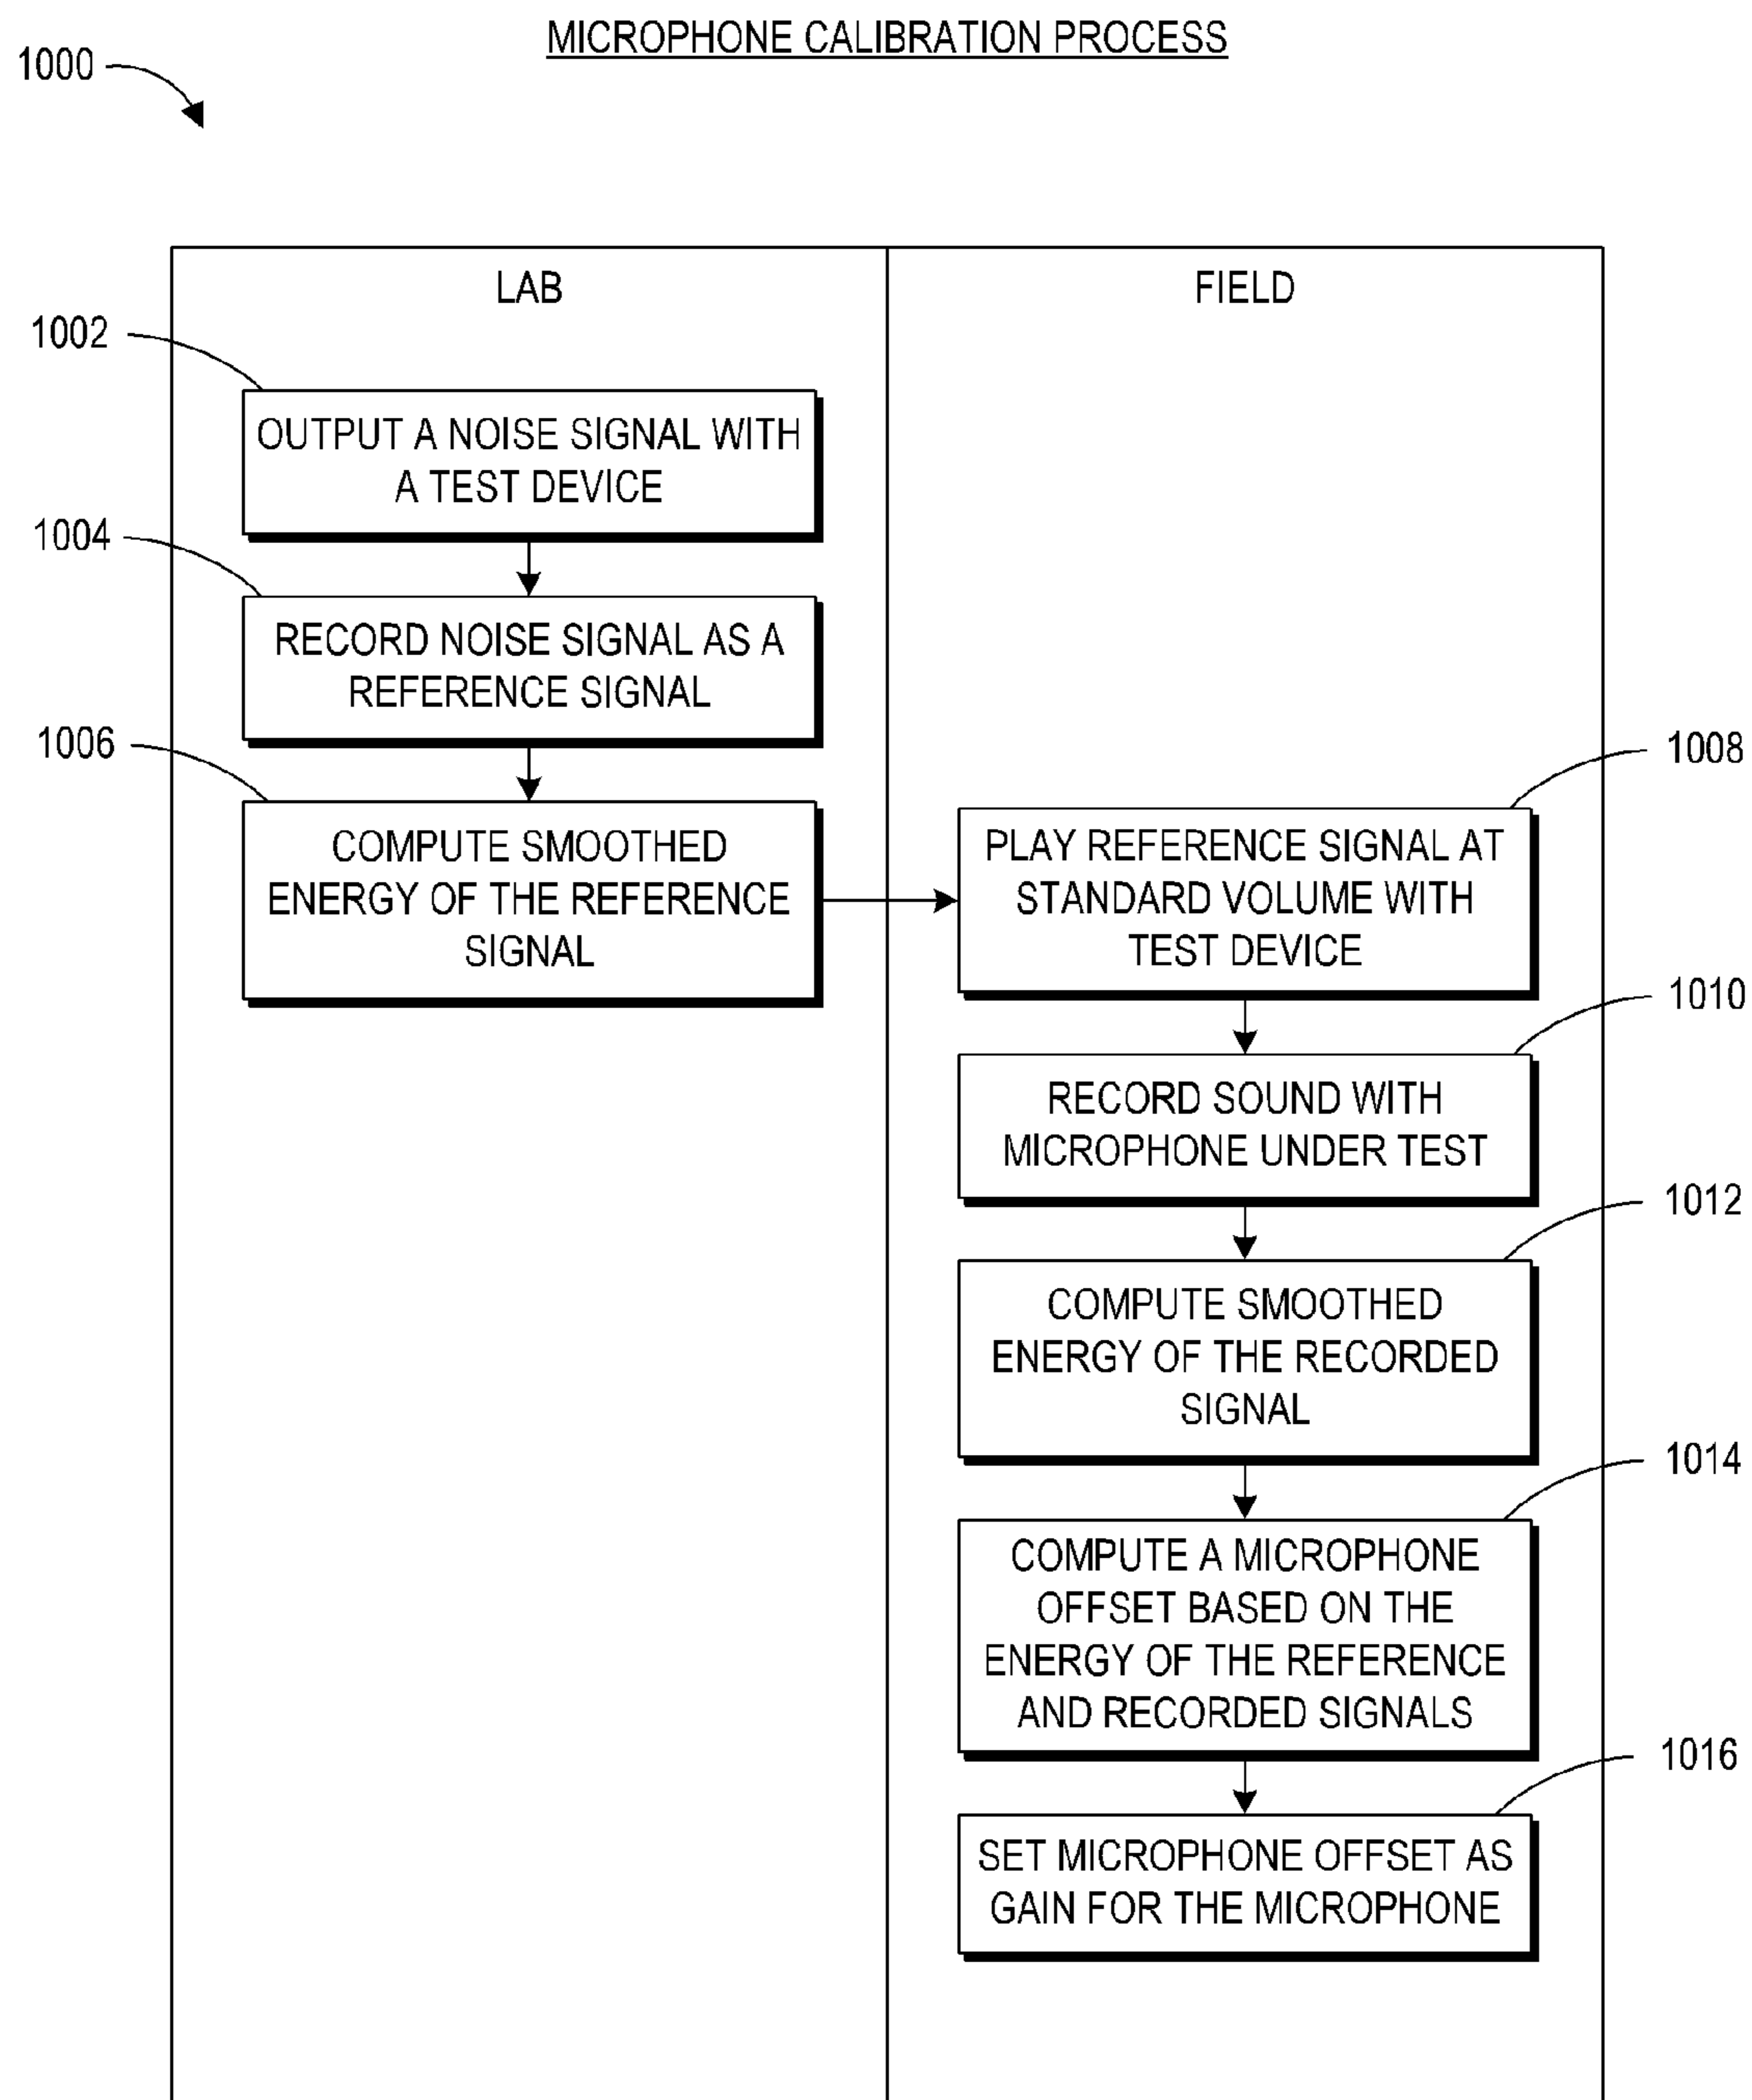 MICROPHONE CALIBRATION PROCESS
1000
LAB
FIELD
1002
OUTPUT A NOISE SIGNAL WITH
A TEST DEVICE
1004
RECORD NOISE SIGNAL AS A
REFERENCE SIGNAL
1006
COMPUTE SMOOTHED
ENERGY OF THE REFERENCE
SIGNAL
1008
PLAY REFERENCE SIGNAL AT
STANDARD VOLUME WITH
TEST DEVICE
1010
RECORD SOUND WITH
MICROPHONE UNDER TEST
1012
COMPUTE SMOOTHED
ENERGY OF THE RECORDED
SIGNAL
1014
COMPUTE A MICROPHONE
OFFSET BASED ON THE
ENERGY OF THE REFERENCE
AND RECORDED SIGNALS
1016
SET MICROPHONE OFFSET AS
GAIN FOR THE MICROPHONE